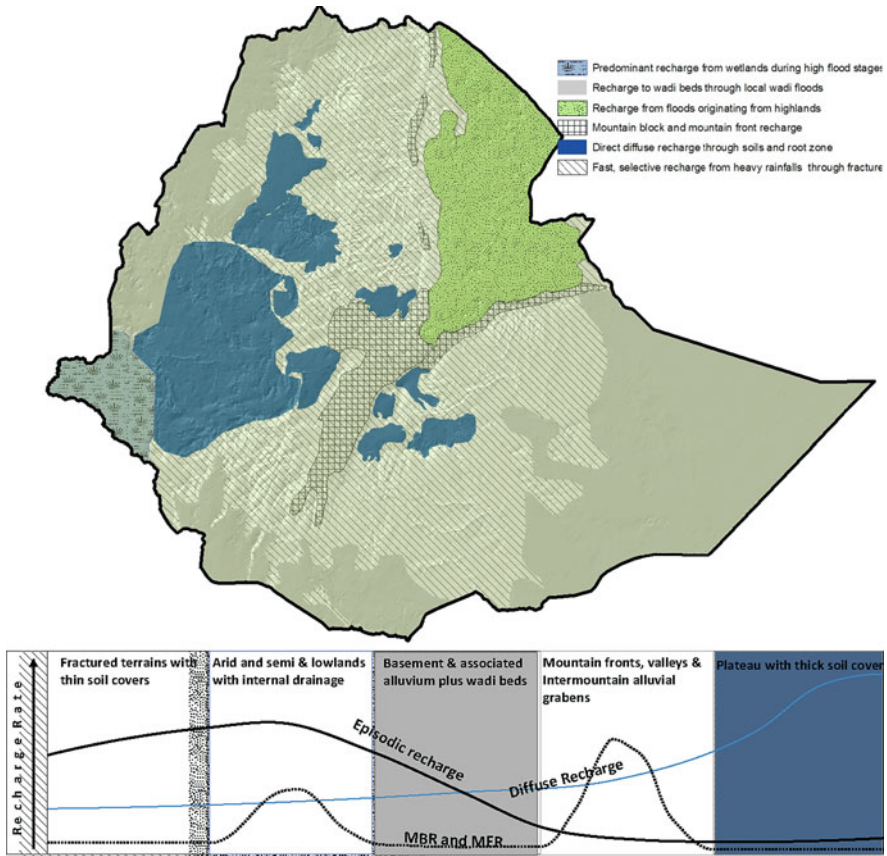 Predominant recharge from wetlands during high flood stages
Recharge to wadi beds through local wadi floods
Recharge from floods originating from highlands
Mountain block and mountain front recharge
Direct diffuse recharge through soils and root zone
Fast, selective recharge from heavy rainfalls through fracture
Recharge Rate
Fractured terrains with
thin soil covers
Arid and semi & lowlands
with internal drainage
Basement & associated
alluvium plus wadi beds
Mountain fronts, valleys &
Intermountain alluvial
grabens
Plateau with thick soil cover
Episodic recharge
Diffuse Recharge
MBR and MFR